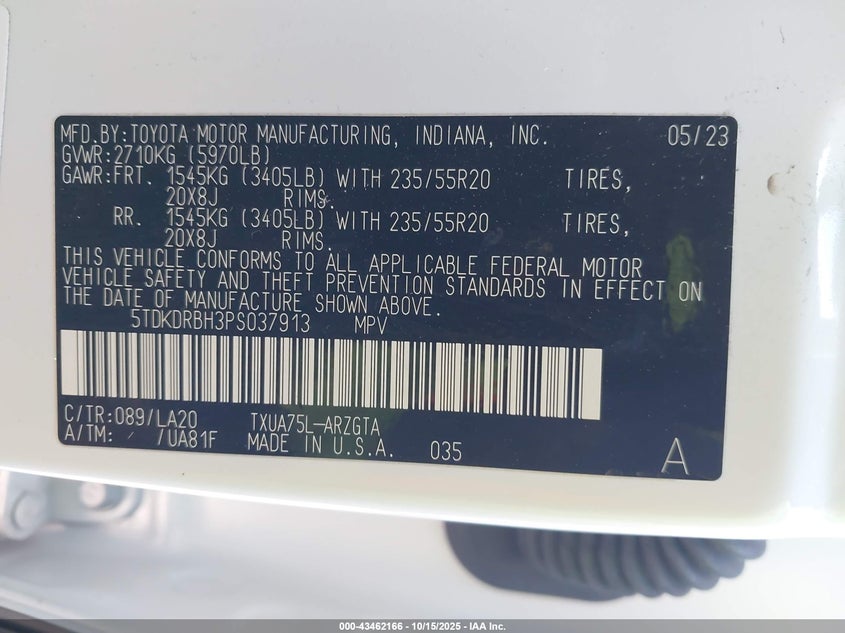 MFD.BY:TOYOTA MOTOR MANUFACTURING, INDIANA, INC. 05/23
GVWR:2710KG (5970LB)
GAWR:FRT. 1545KG (3405LB) WITH 235/55R20 TIRES,
20X8J RIMS.
RR. 1545KG (3405LB) WITH 235/55R20 TIRES,
20X8J RIMS.
THIS VEHICLE CONFORMS TO ALL APPLICABLE FEDERAL MOTOR
VEHICLE SAFETY AND THEFT PREVENTION STANDARDS IN EFFECT ON
THE DATE OF MANUFACTURE SHOWN ABOVE.
5TDKDRBH3PS037913 MPV
C/TR:089/LA20 TXUA75L-ARZGTA
A/TM: /UA81F MADE IN U.S.A. 035 A
000-43462166 - 10/15/2025 - IAA Inc.